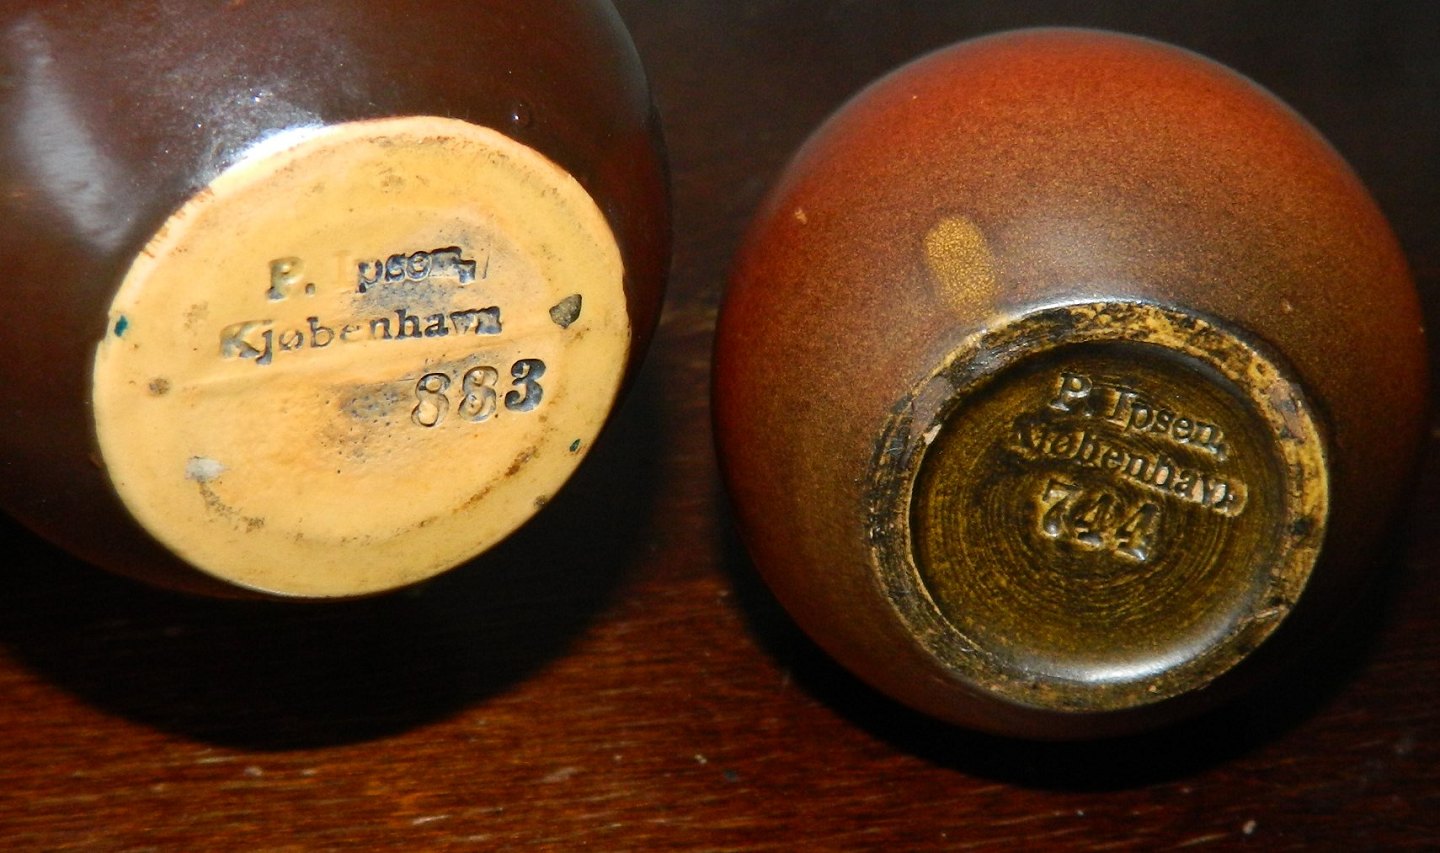 P. Ipsen,
Kjøbenhavn
883
P. Ipsen,
Kjøbenhavn
744